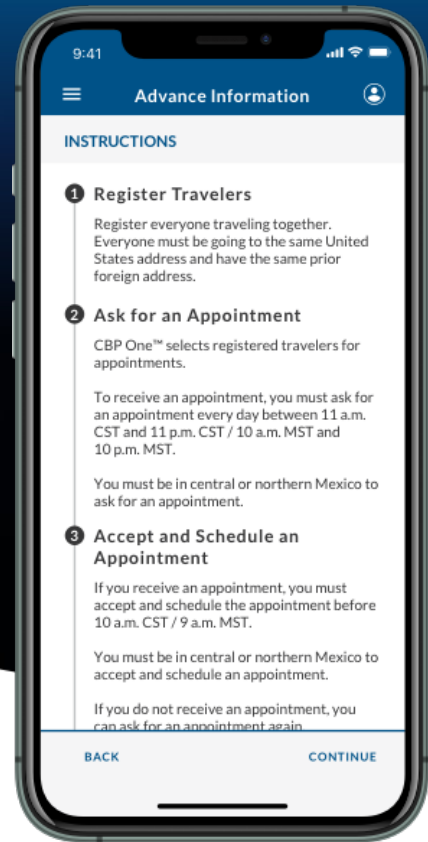 9:41
Advance Information
INSTRUCTIONS
1 Register Travelers
Register everyone traveling together.
Everyone must be going to the same United
States address and have the same prior
foreign address.
2 Ask for an Appointment
CBP One™ selects registered travelers for
appointments.
To receive an appointment, you must ask for
an appointment every day between 11 a.m.
CST and 11 p.m. CST / 10 a.m. MST and
10 p.m. MST.
You must be in central or northern Mexico to
ask for an appointment.
3 Accept and Schedule an
Appointment
If you receive an appointment, you must
accept and schedule the appointment before
10 a.m. CST / 9 a.m. MST.
You must be in central or northern Mexico to
accept and schedule an appointment.
If you do not receive an appointment, you
can ask for an appointment again
BACK
CONTINUE